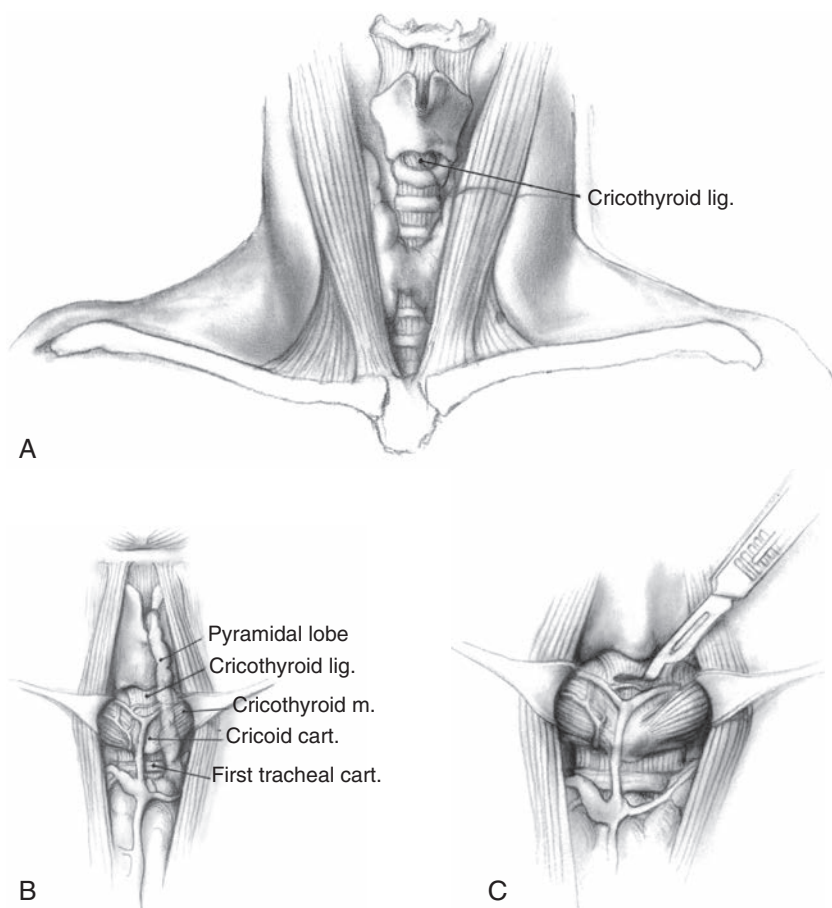 Cricothyroid lig.
A
Pyramidal lobe
Cricothyroid lig.
Cricothyroid m.
Cricoid cart.
First tracheal cart.
B
C